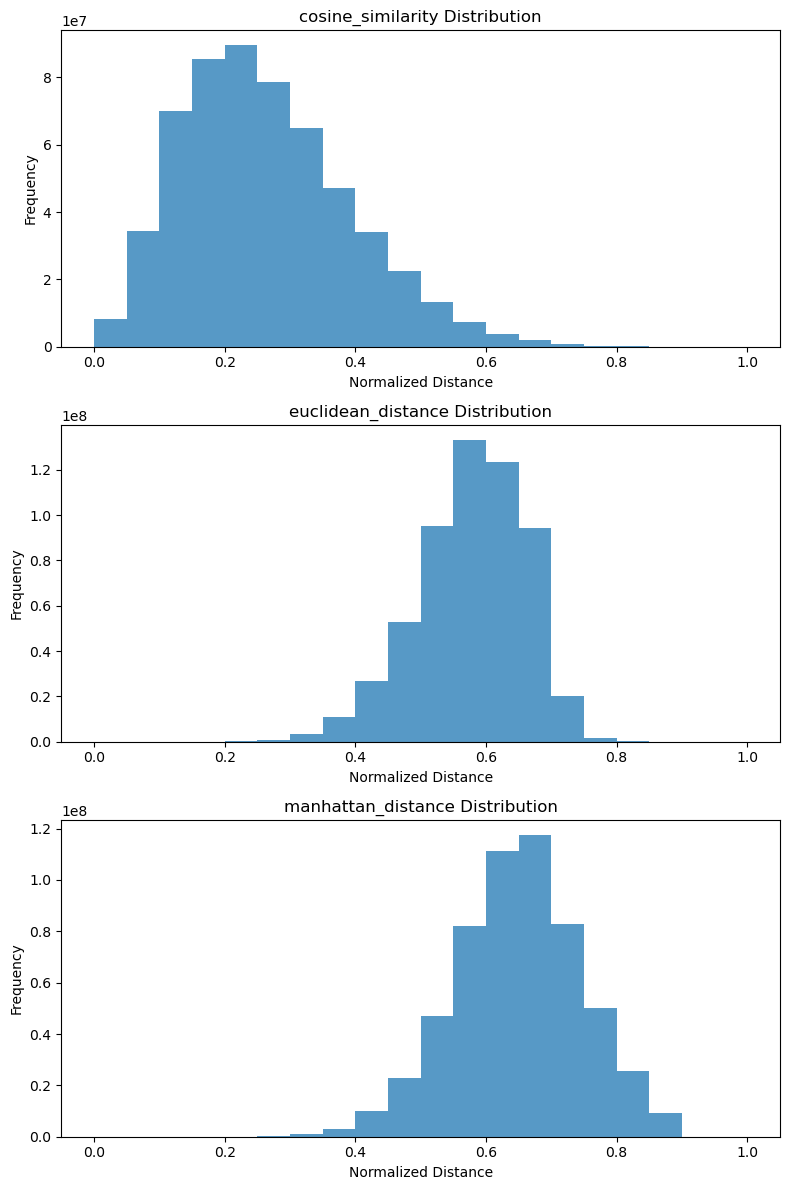 cosine_similarity Distribution
1e7
8
6
4
2
0
Frequency
0.0 0.2 0.4 0.6 0.8 1.0
Normalized Distance
euclidean_distance Distribution
1e8
1.2
1.0
0.8
0.6
0.4
0.2
0.0
Frequency
0.0 0.2 0.4 0.6 0.8 1.0
Normalized Distance
manhattan_distance Distribution
1e8
1.2
1.0
0.8
0.6
0.4
0.2
0.0
Frequency
0.0 0.2 0.4 0.6 0.8 1.0
Normalized Distance